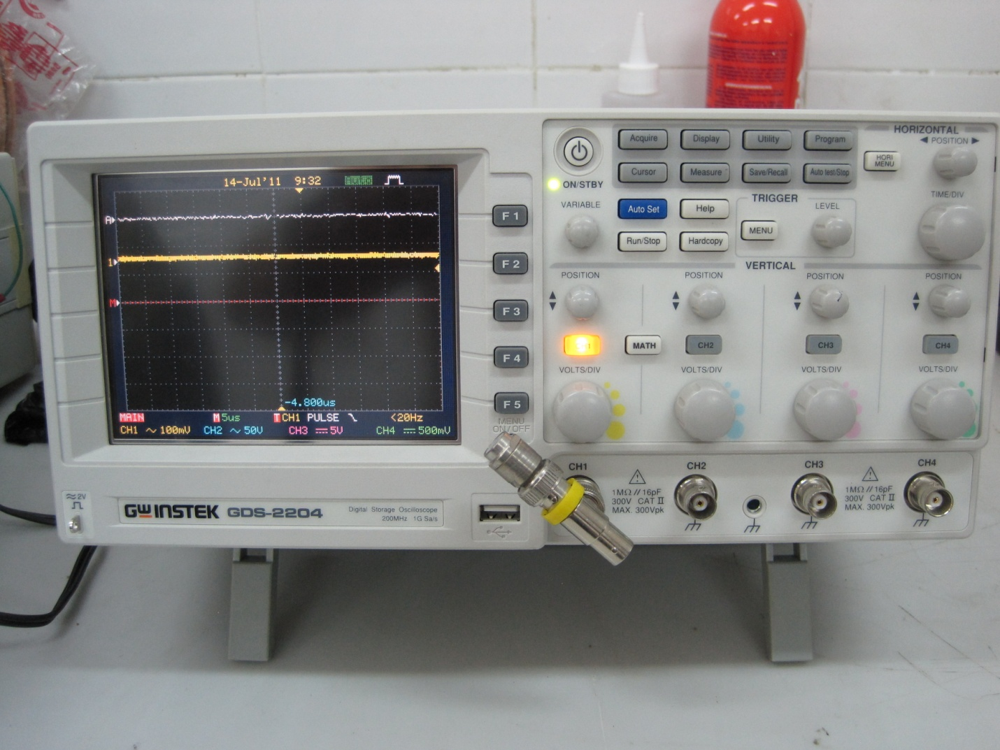 14-Jul'11 9:32
A
1
M
-4.800us
MAIN M 5us T CH1 PULSE <20Hz
CH1 ~ 100mV CH2 ~ 50V CH3 5V CH4 500mV
F 1
F 2
F 3
F 4
F 5
MENU
ON/OFF
≈2V
GWINSTEK GDS-2204
Digital Storage Oscilloscope
200MHz 1G Sa/s
ON/STBY
Acquire Display Utility Program
Cursor Measure Save/Recall Auto test/Stop
VARIABLE
Auto Set Help
Run/Stop Hardcopy
TRIGGER
MENU
LEVEL
HORIZONTAL
◀ POSITION ▶
HORI
MENU
TIME/DIV
VERTICAL
POSITION POSITION POSITION POSITION
MATH CH2 CH3 CH4
VOLTS/DIV VOLTS/DIV VOLTS/DIV VOLTS/DIV
CH1 CH2 CH3 CH4
1MΩ // 16pF
300V CAT II
MAX. 300Vpk
1MΩ // 16pF
300V CAT II
MAX. 300Vpk